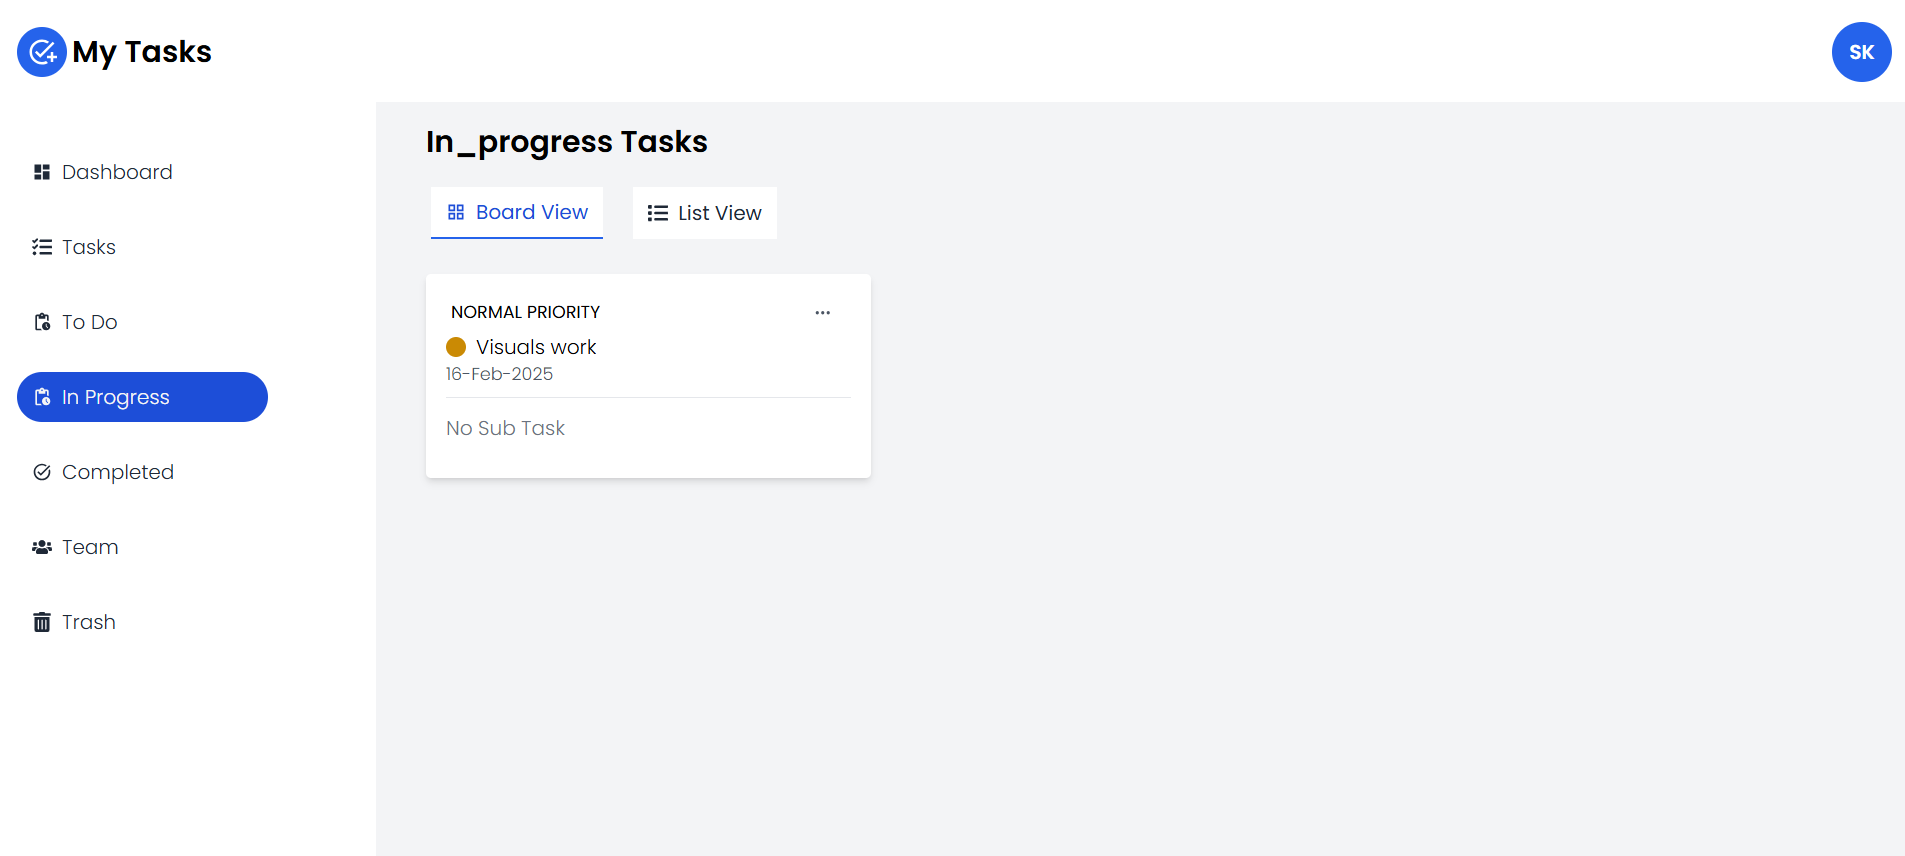 My Tasks
SK
Dashboard
Tasks
To Do
In Progress
Completed
Team
Trash
In_progress Tasks
Board View
List View
NORMAL PRIORITY
Visuals work
16-Feb-2025
No Sub Task